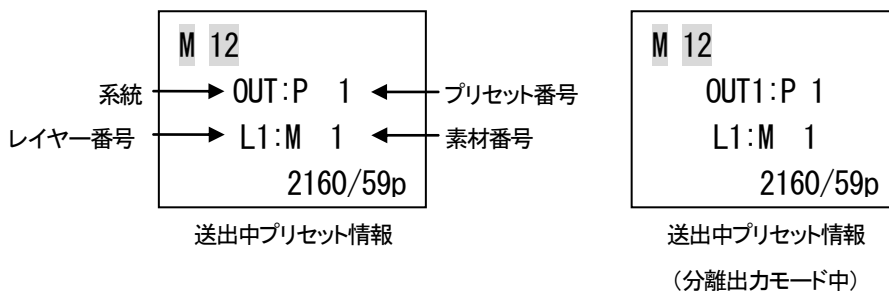 M 12
系統 OUT:P 1 プリセット番号
レイヤー番号 L1:M 1 素材番号
2160/59p
送出中プリセット情報
M 12
OUT1:P 1
L1:M 1
2160/59p
送出中プリセット情報
（分離出力モード中）